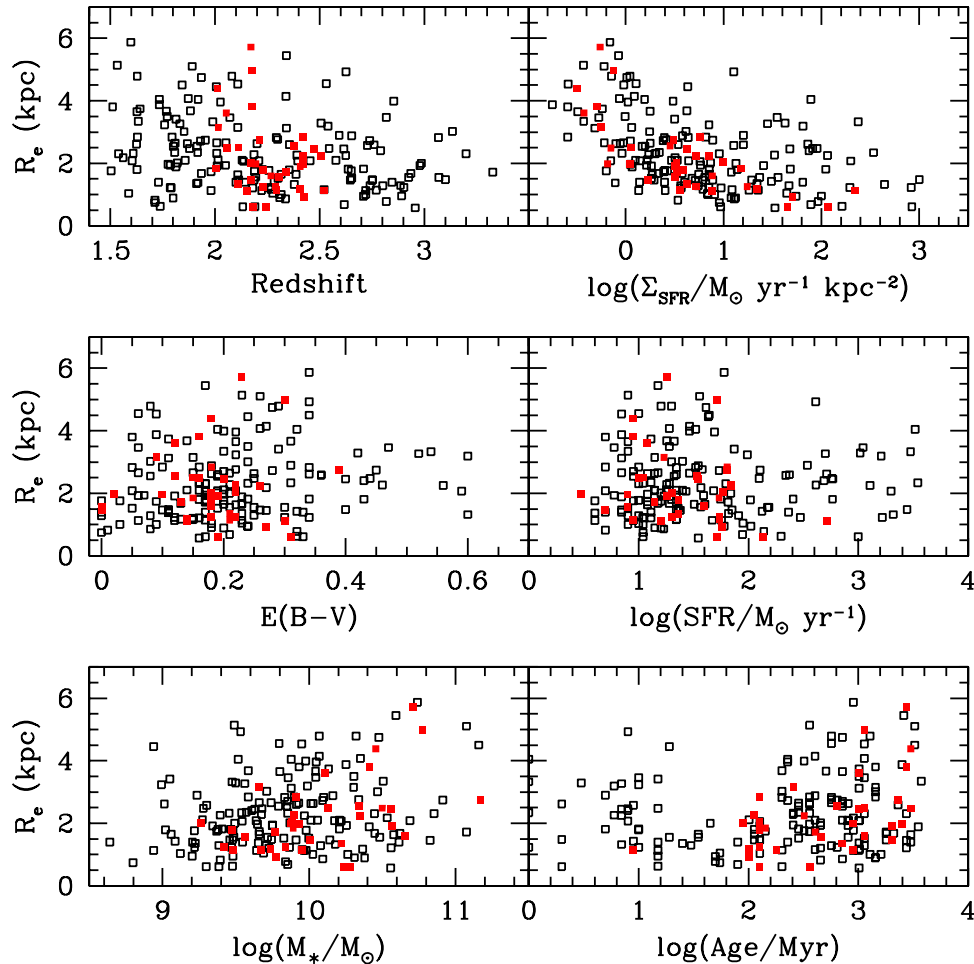 R_e (kpc)
6
4
2
0
1.5 2 2.5 3
Redshift
0 1 2 3
log(Σ_SFR/M_⊙ yr⁻¹ kpc⁻²)
R_e (kpc)
6
4
2
0
0 0.2 0.4 0.6
E(B−V)
0 1 2 3 4
log(SFR/M_⊙ yr⁻¹)
R_e (kpc)
6
4
2
0
9 10 11
log(M_*/M_⊙)
0 1 2 3 4
log(Age/Myr)